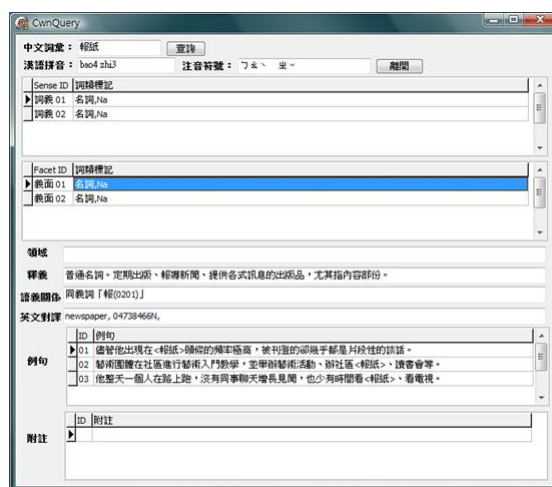 CwnQuery
中文詞彙： 報紙 查詢
漢語拼音： bao4 zhi3 注音符號： ㄅㄠˋ ㄓˇ 離開
Sense ID 詞類標記
詞義 01 名詞,Na
詞義 02 名詞,Na
Facet ID 詞類標記
義面 01 名詞,Na
義面 02 名詞,Na
領域
釋義 普通名詞。定期出版、報導新聞、提供各式訊息的出版品，尤其指內容部份。
語義關係 同義詞「報(0201)」
英文對譯 newspaper, 04738466N,
例句
ID 例句
01 儘管他出現在<報紙>頭條的頻率極高，被刊登的卻幾乎都是片段性的談話。
02 藝術團體在社區進行藝術入門教學，並舉辦藝術活動、辦社區<報紙>、讀書會等。
03 他整天一個人在路上跑，沒有同事聊天增長見聞，也少有時間看<報紙>、看電視。
附註
ID 附註